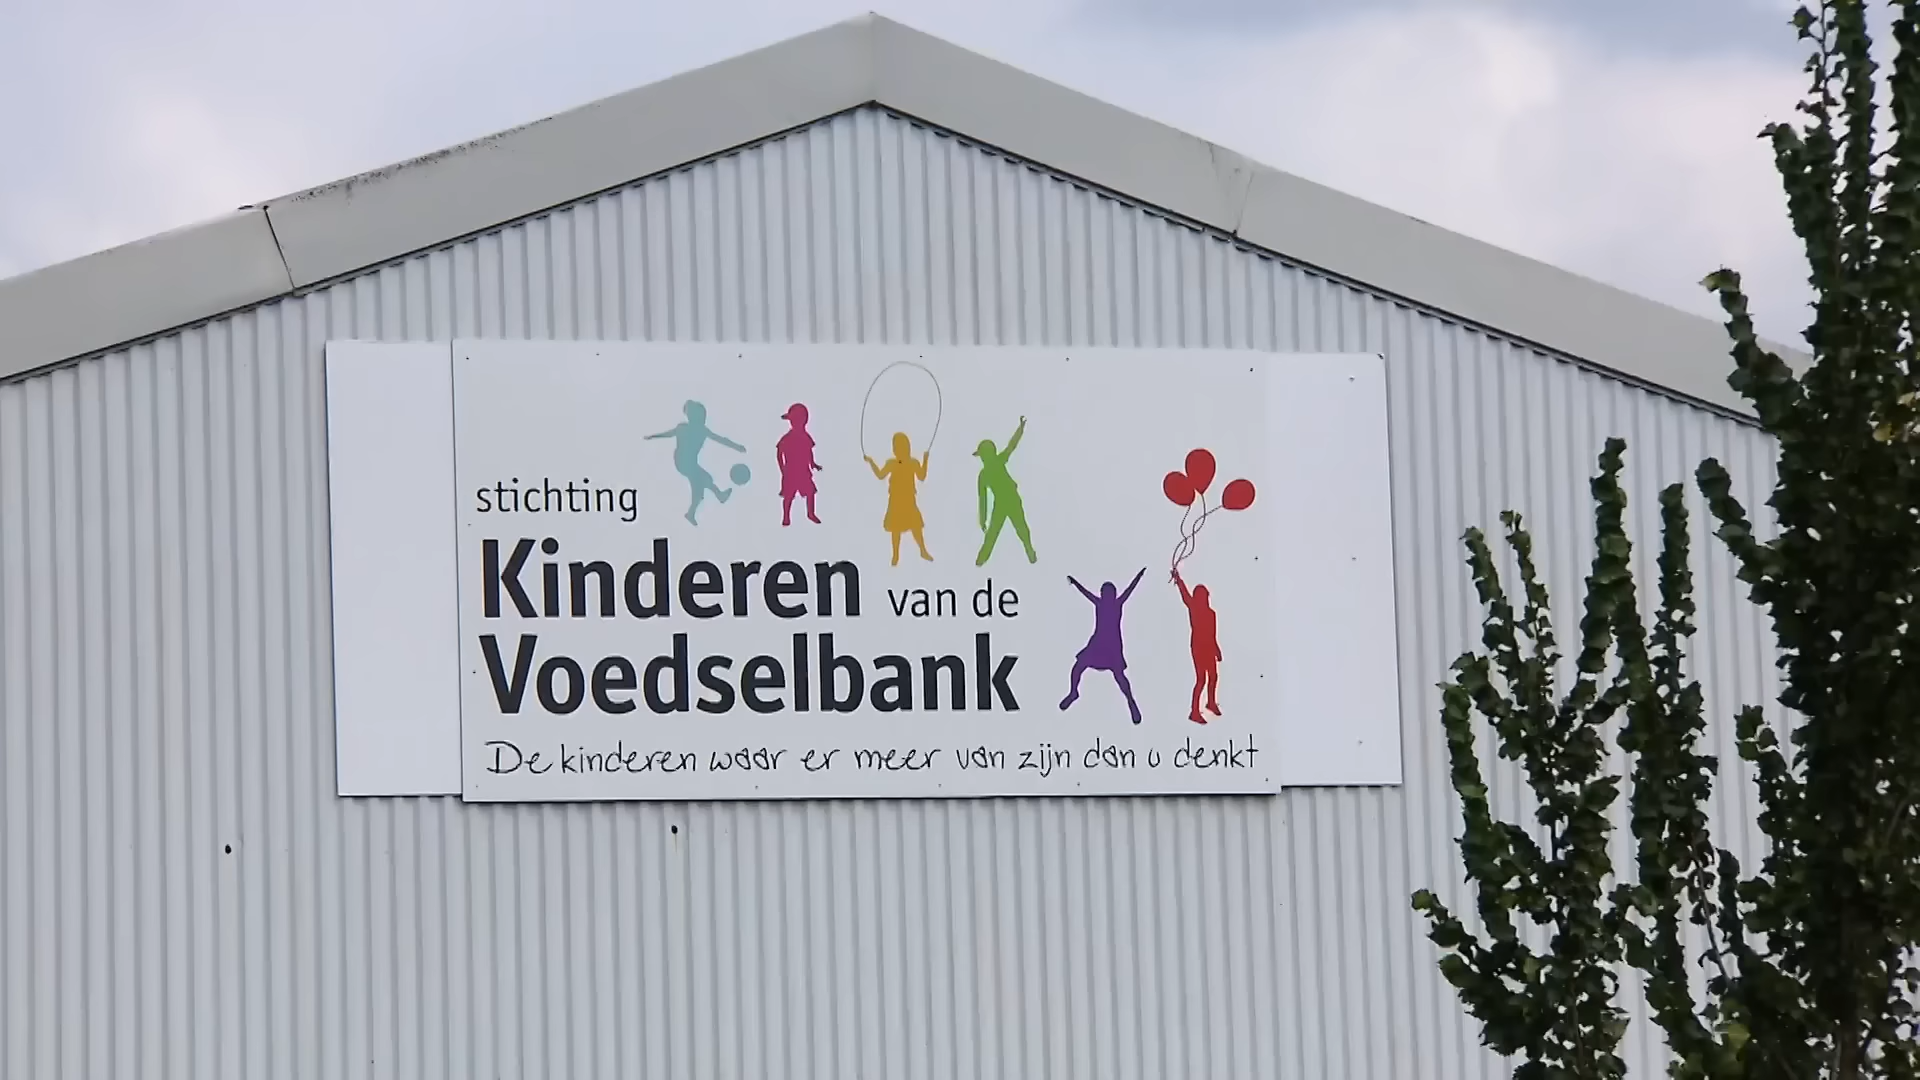 stichting
Kinderen van de
Voedselbank
De kinderen waar er meer van zijn dan u denkt